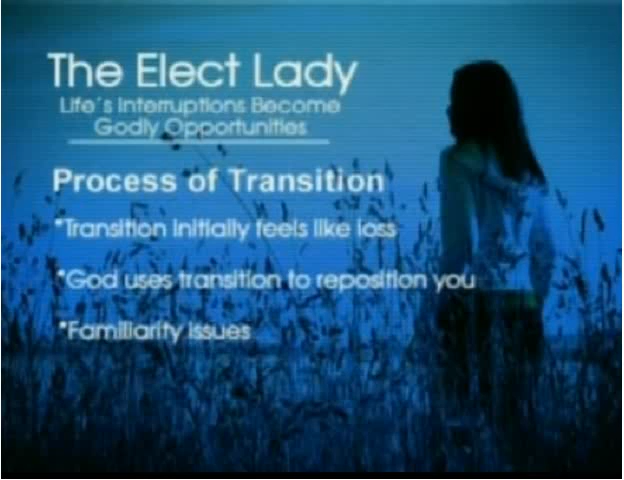 The Elect Lady
Life's Interruptions Become
Godly Opportunities
Process of Transition
*Transition initially feels like loss
*God uses transition to reposition you
*Familiarity issues